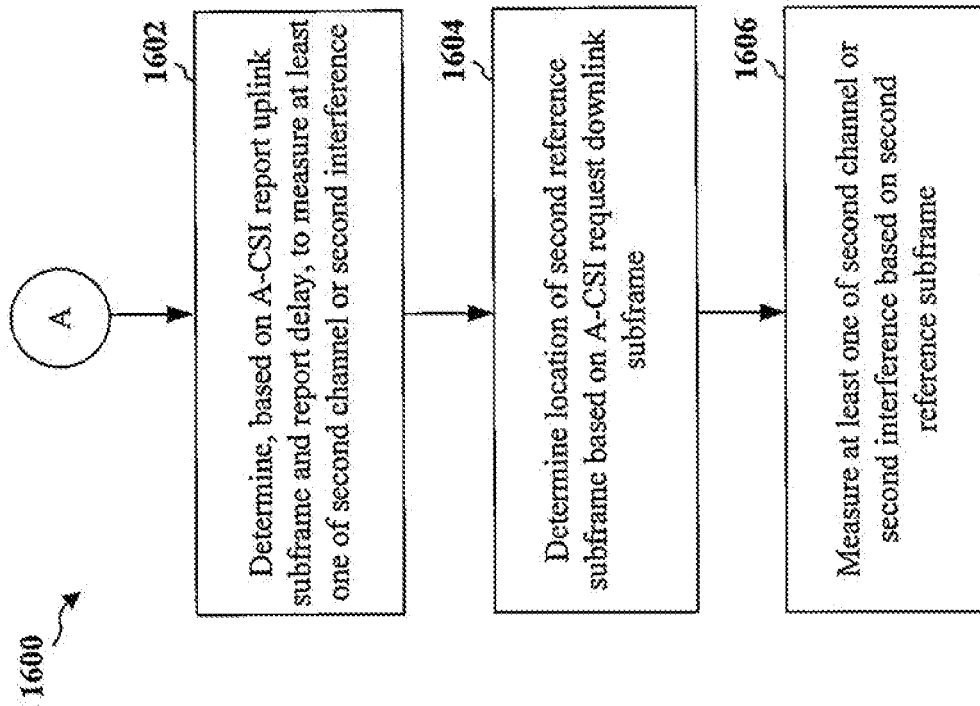 1600
A
1602
Determine, based on A-CSI report uplink
subframe and report delay, to measure at least
one of second channel or second interference
1604
Determine location of second reference
subframe based on A-CSI request downlink
subframe
1606
Measure at least one of second channel or
second interference based on second
reference subframe